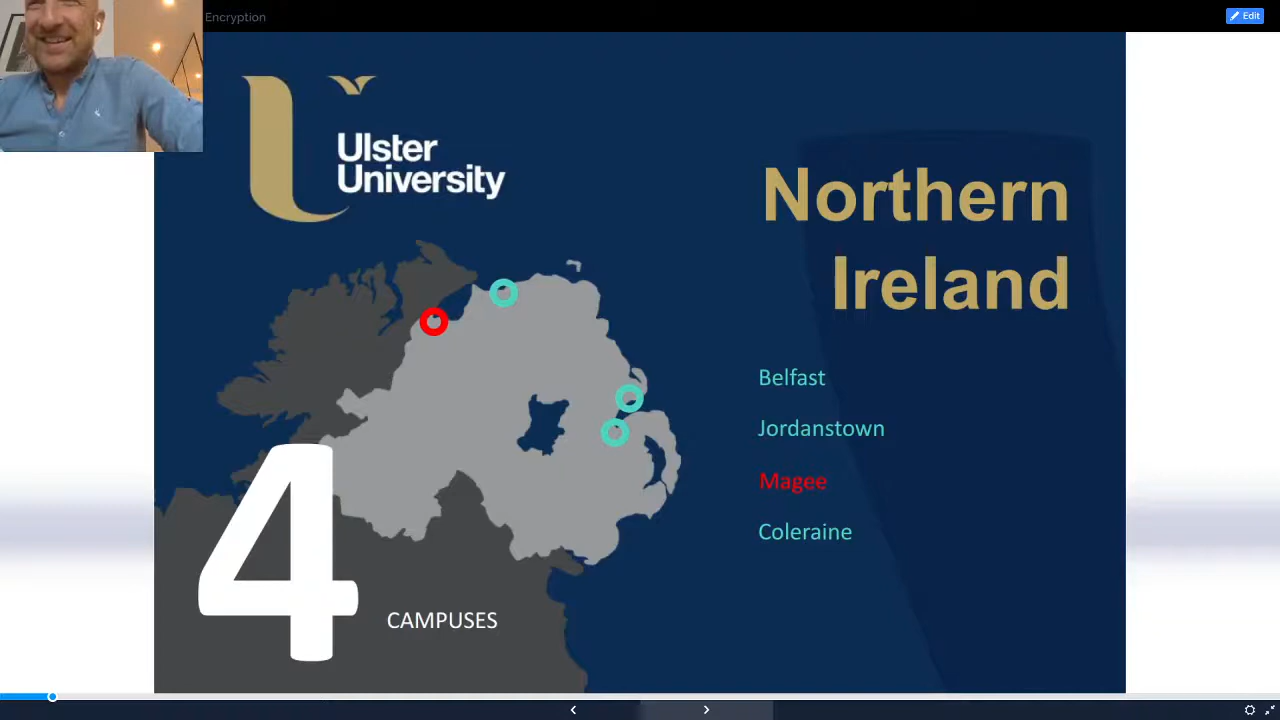 Encryption
Edit
Ulster
University
Northern
Ireland
Belfast
Jordanstown
Magee
Coleraine
4
CAMPUSES